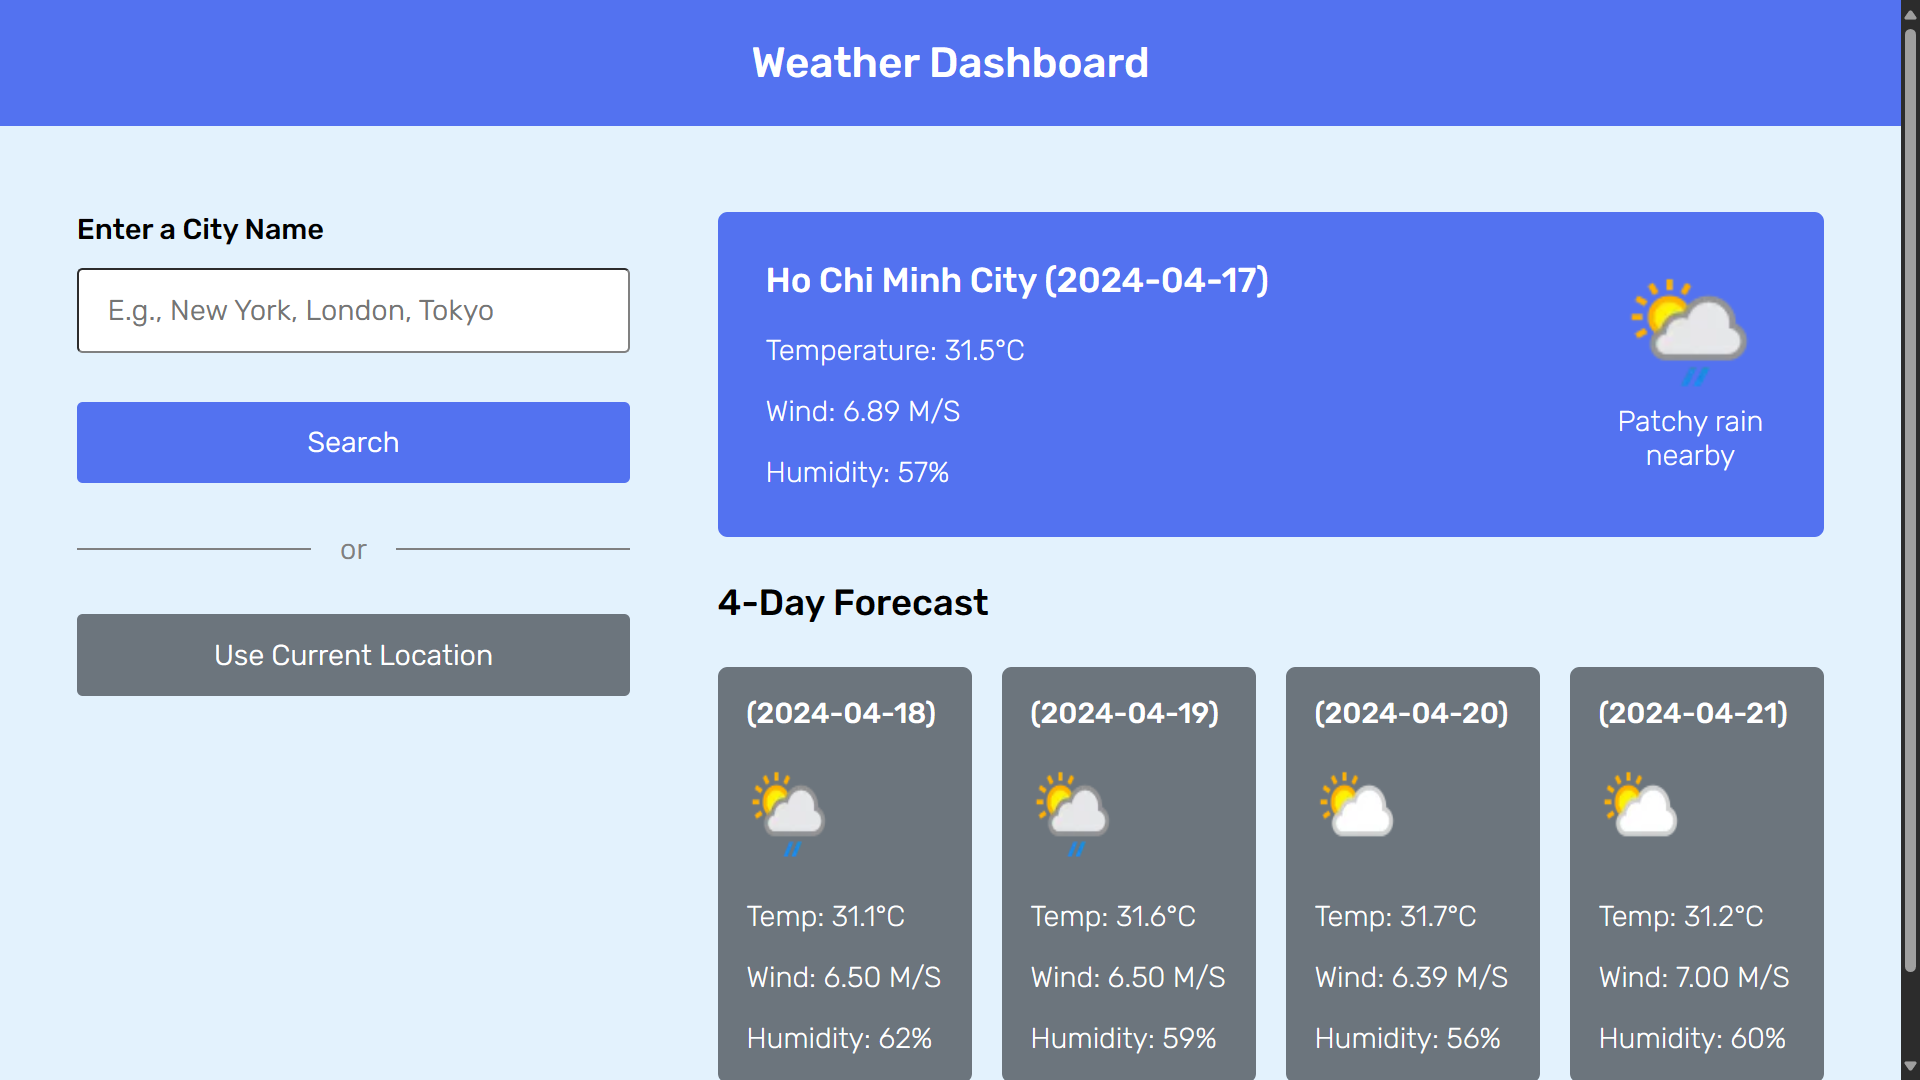 Weather Dashboard
Enter a City Name
E.g., New York, London, Tokyo
Search
or
Use Current Location
Ho Chi Minh City (2024-04-17)
Temperature: 31.5°C
Wind: 6.89 M/S
Humidity: 57%
Patchy rain
nearby
4-Day Forecast
(2024-04-18)
Temp: 31.1°C
Wind: 6.50 M/S
Humidity: 62%
(2024-04-19)
Temp: 31.6°C
Wind: 6.50 M/S
Humidity: 59%
(2024-04-20)
Temp: 31.7°C
Wind: 6.39 M/S
Humidity: 56%
(2024-04-21)
Temp: 31.2°C
Wind: 7.00 M/S
Humidity: 60%